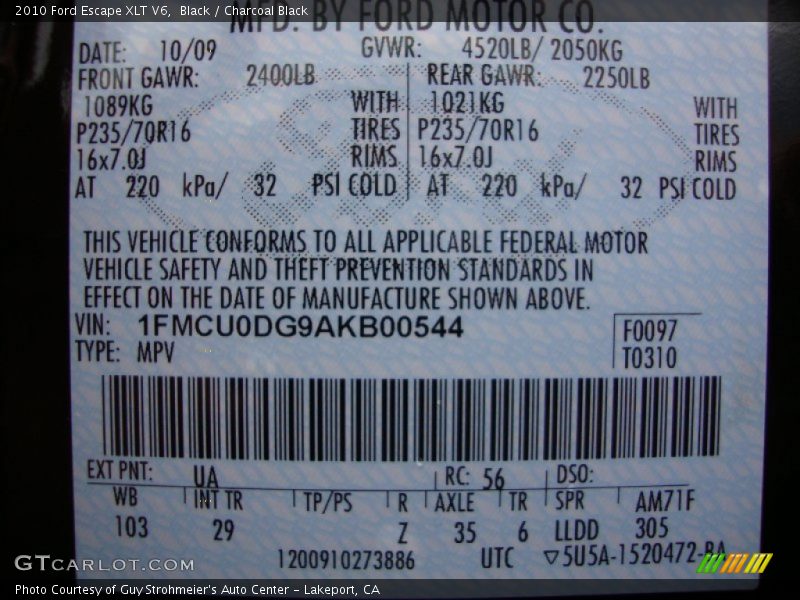 2010 Ford Escape XLT V6,  Black / Charcoal Black
MFD. BY FORD MOTOR CO.
DATE: 10/09 GVWR: 4520LB/ 2050KG
FRONT GAWR: 2400LB REAR GAWR: 2250LB
1089KG WITH 1021KG WITH
P235/70R16 TIRES P235/70R16 TIRES
16x7.0J RIMS 16x7.0J RIMS
AT 220 kPa/ 32 PSI COLD AT 220 kPa/ 32 PSI COLD
THIS VEHICLE CONFORMS TO ALL APPLICABLE FEDERAL MOTOR
VEHICLE SAFETY AND THEFT PREVENTION STANDARDS IN
EFFECT ON THE DATE OF MANUFACTURE SHOWN ABOVE.
VIN: 1FMCU0DG9AKB00544 F0097
TYPE: MPV T0310
EXT PNT: UA RC: 56 DSO:
WB INT TR TP/PS R AXLE TR SPR AM71F
103 29 Z 35 6 LLDD 305
1200910273886 UTC ▽5U5A-1520472-BA
GTCARLOT.COM
Photo Courtesy of Guy Strohmeier's Auto Center – Lakeport, CA